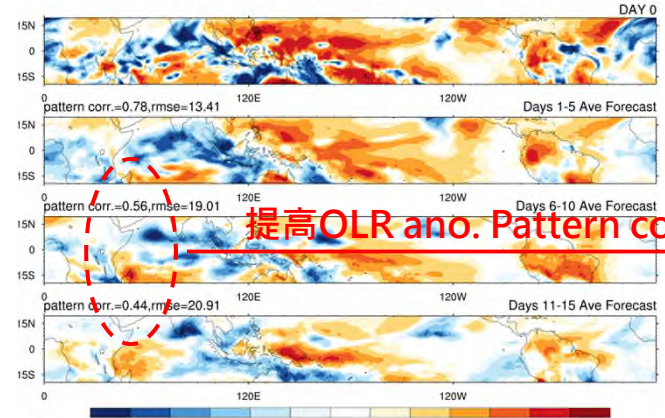 DAY 0
15N
0
15S
0 120E 120W
pattern corr.=0.78,rmse=13.41 Days 1-5 Ave Forecast
15N
0
15S
0 120E 120W
pattern corr.=0.56,rmse=19.01 Days 6-10 Ave Forecast
15N
提高OLR ano. Pattern co
0
15S
0 120E 120W
pattern corr.=0.44,rmse=20.91 Days 11-15 Ave Forecast
15N
0
15S
0 120E 120W